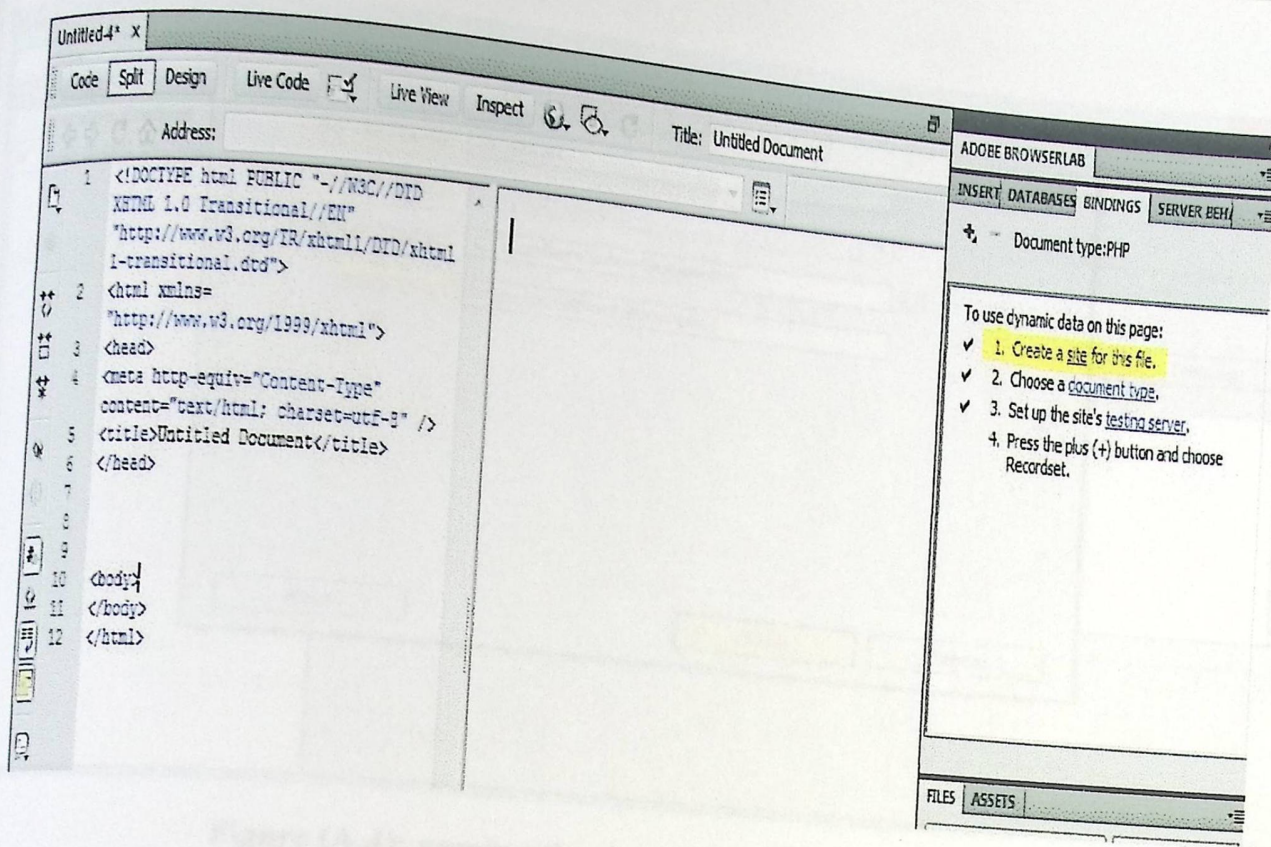 Untitled-4* X
Code Split Design Live Code Live View Inspect Title: Untitled Document
Address:
1 <!DOCTYPE html PUBLIC "-//W3C//DTD
XHTML 1.0 Transitional//EN"
"http://www.w3.org/TR/xhtml1/DTD/xhtml
1-transitional.dtd">
2 <html xmlns=
"http://www.w3.org/1999/xhtml">
3 <head>
4 <meta http-equiv="Content-Type"
content="text/html; charset=utf-8" />
5 <title>Untitled Document</title>
6 </head>
7
8
9
10 <body>
11 </body>
12 </html>
ADOBE BROWSERLAB
INSERT DATABASES BINDINGS SERVER BEH
Document type:PHP
To use dynamic data on this page:
1. Create a site for this file.
2. Choose a document type.
3. Set up the site's testing server.
4. Press the plus (+) button and choose
Recordset.
FILES ASSETS